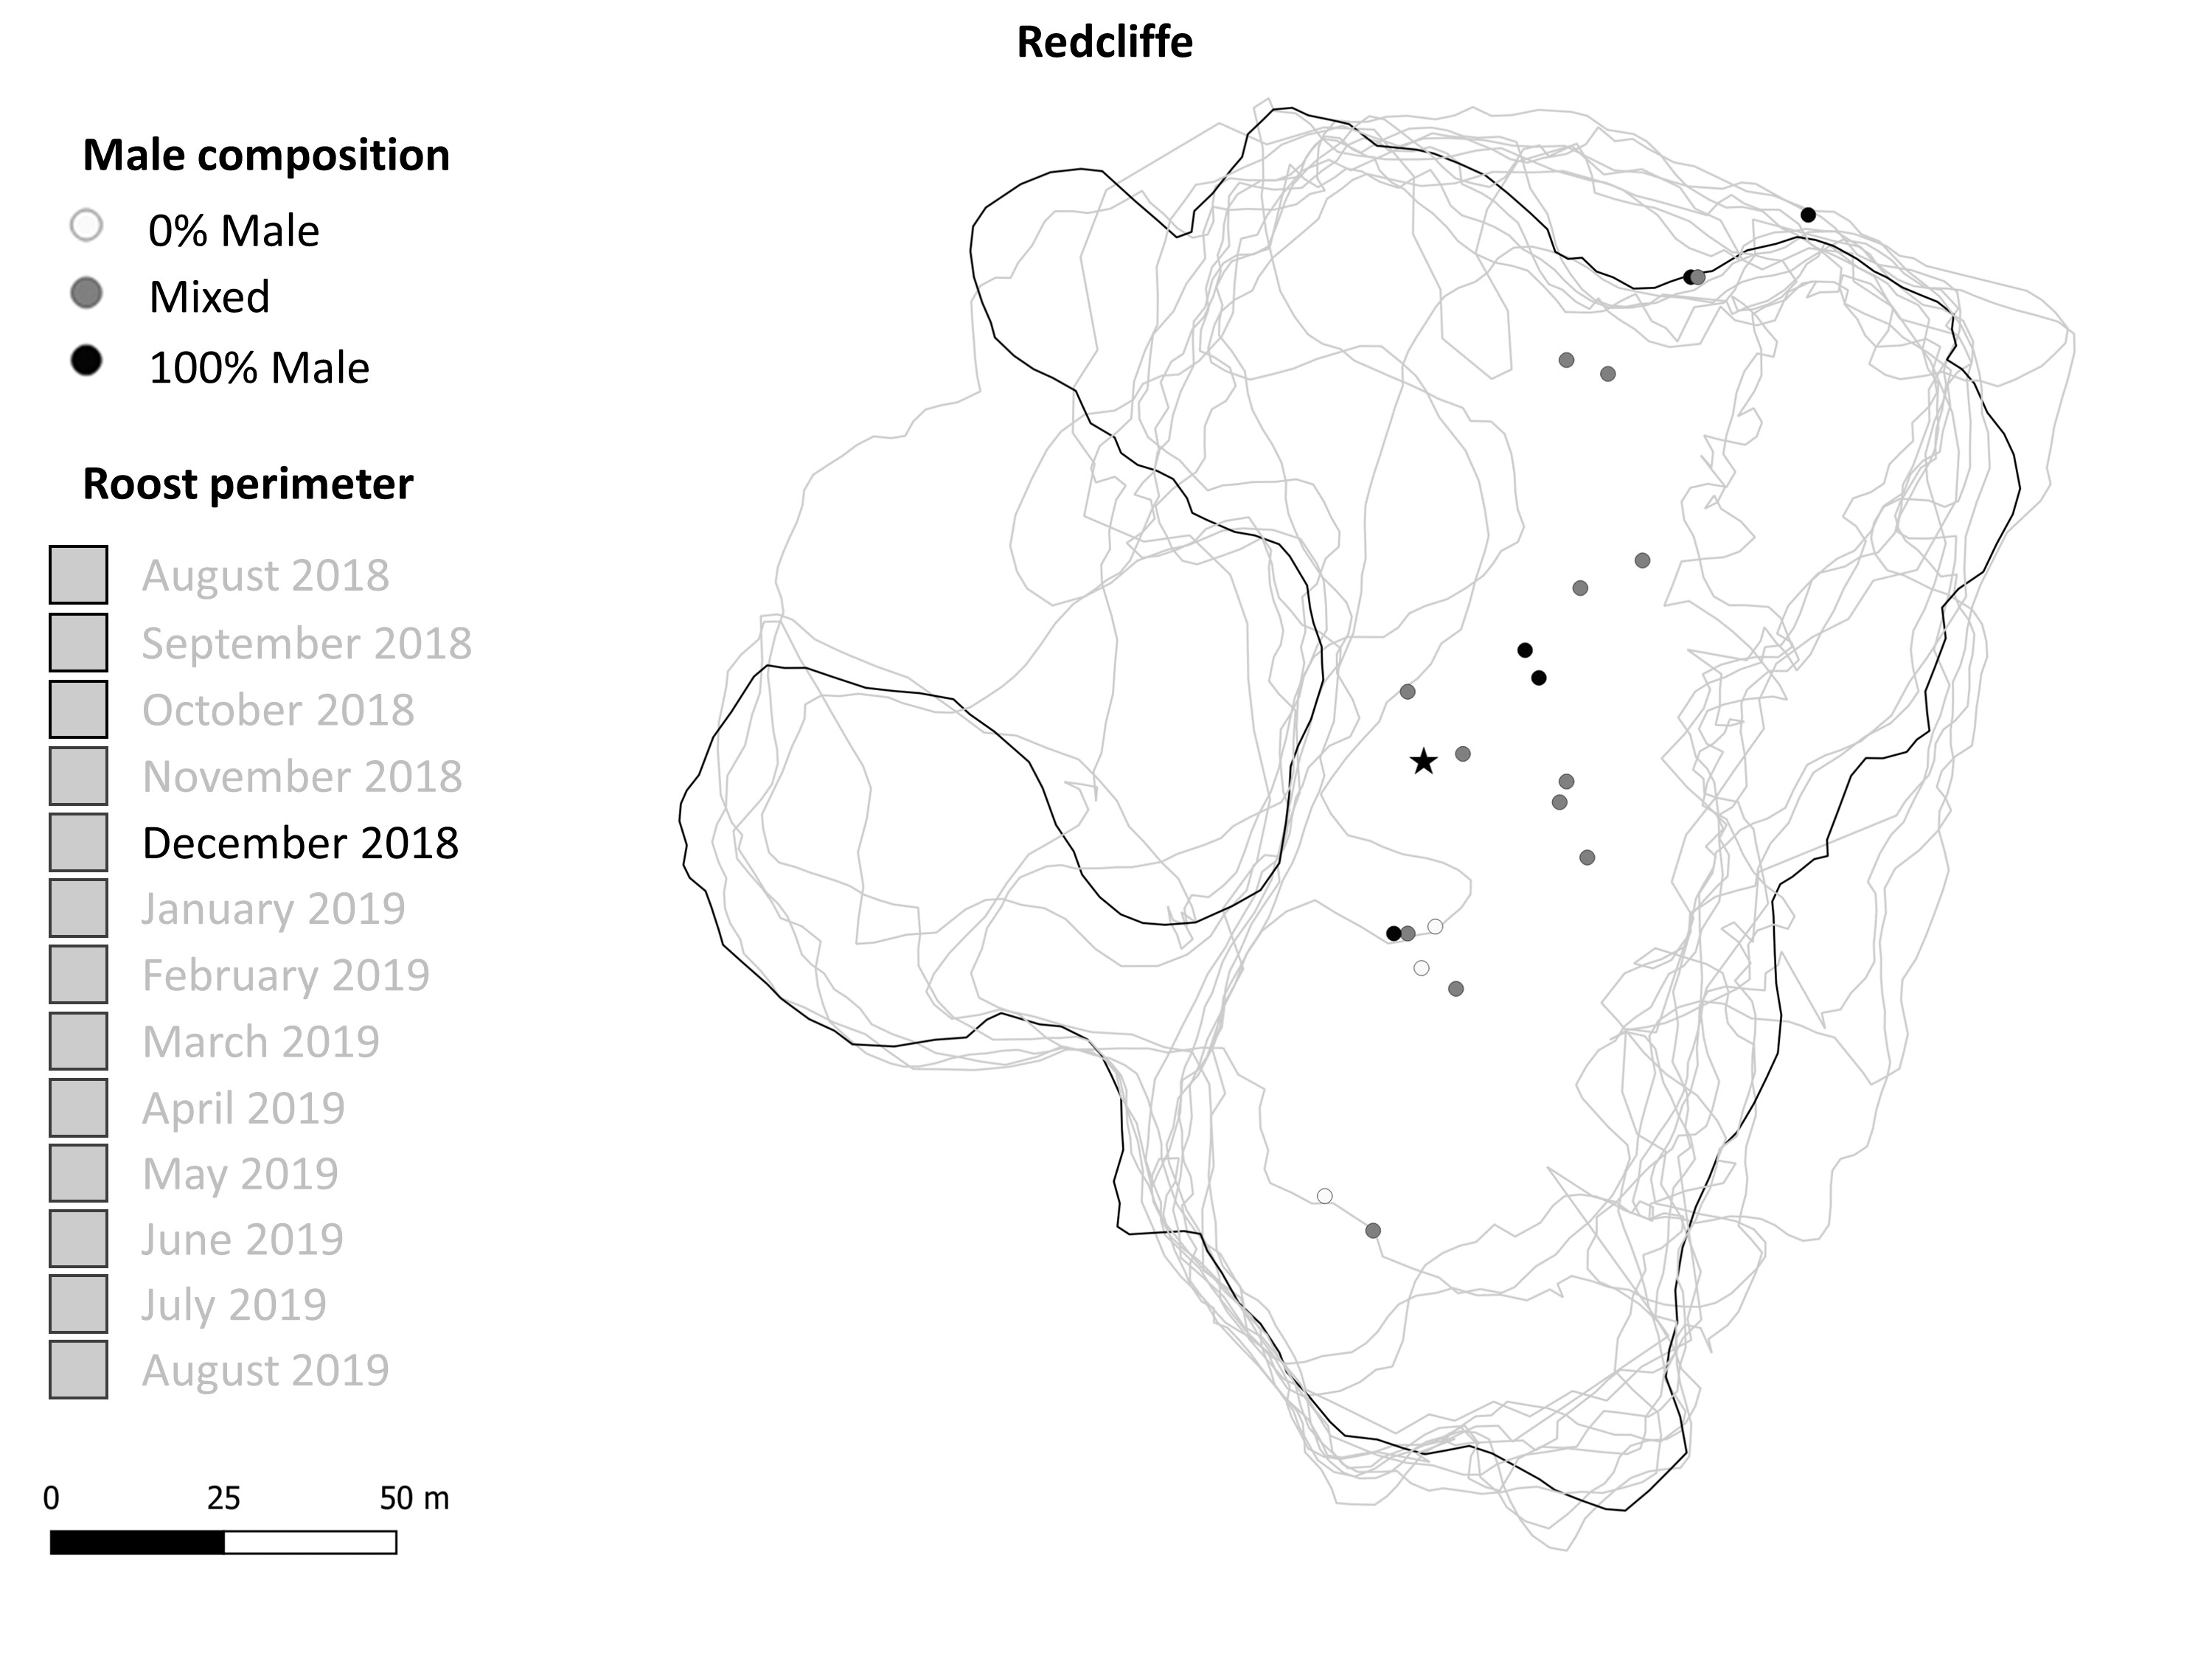 Redcliffe
Male composition
0% Male
Mixed
100% Male
Roost perimeter
August 2018
September 2018
October 2018
November 2018
December 2018
January 2019
February 2019
March 2019
April 2019
May 2019
June 2019
July 2019
August 2019
0 25 50 m